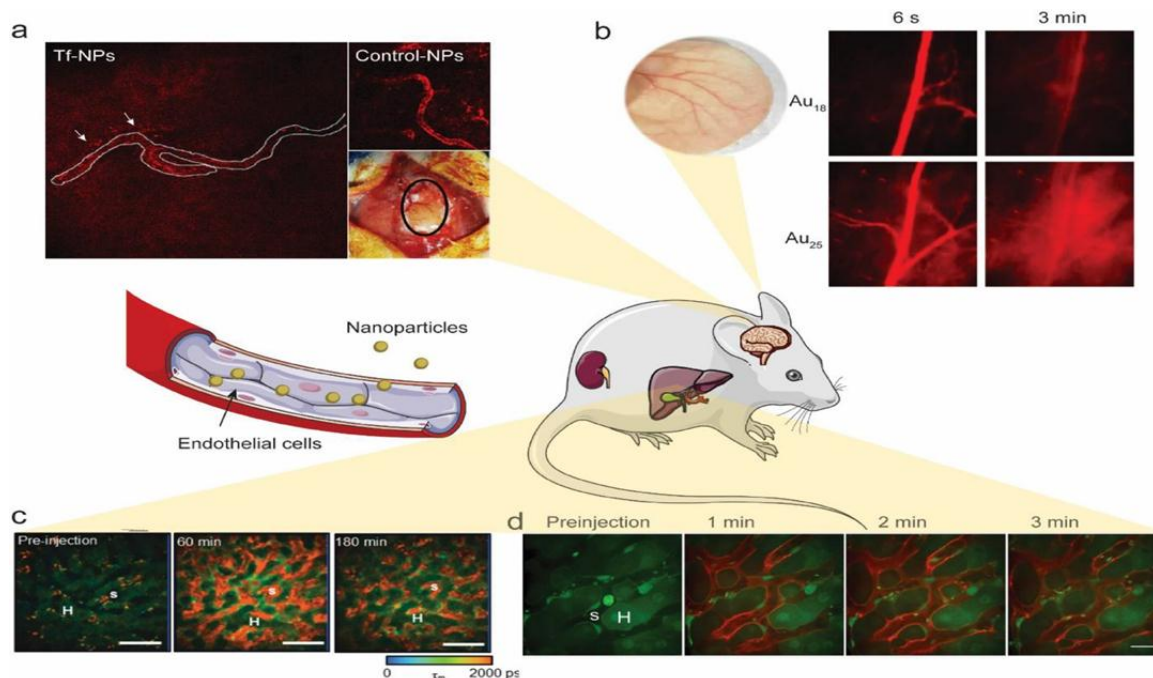 a
Tf-NPs
Control-NPs
b
6 s
3 min
Au₁₈
Au₂₅
Nanoparticles
Endothelial cells
c
Pre-injection
60 min
180 min
s
H
s
H
s
H
0
2000 ps
d
Preinjection
1 min
2 min
3 min
s
H